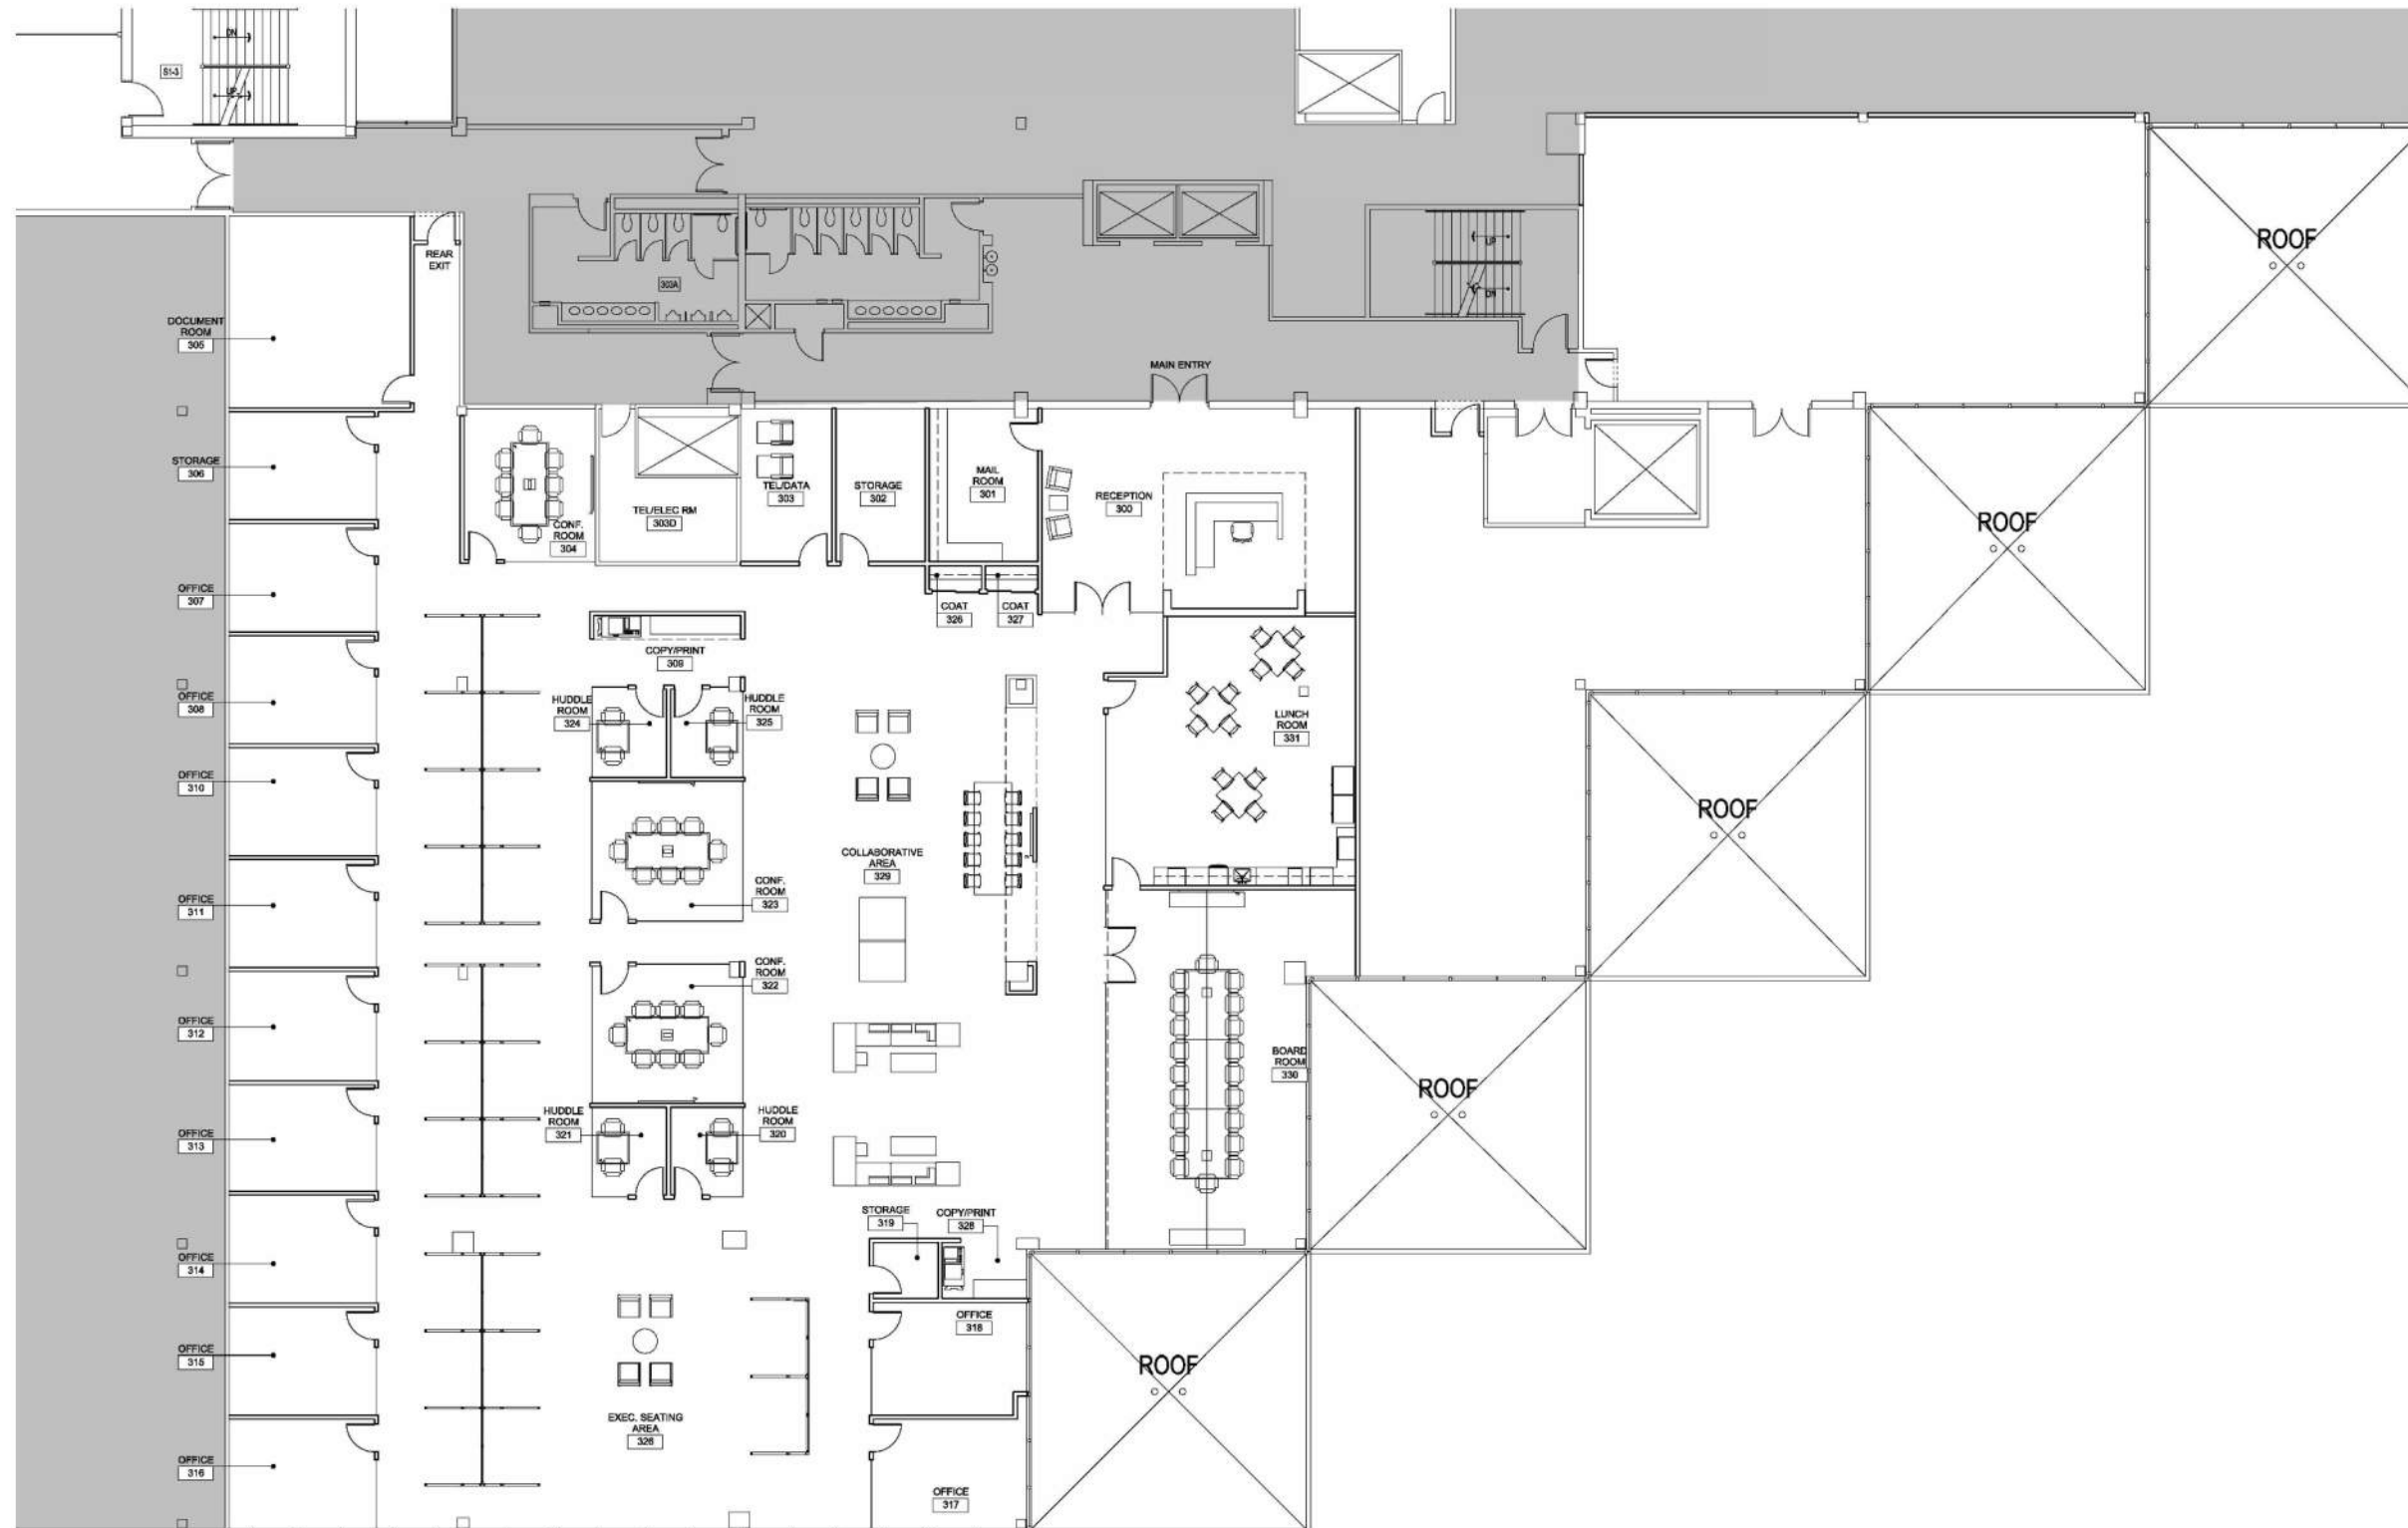 DN
S1-3
UP
REAR
EXIT
303A
UP
DN
ROOF
DOCUMENT
ROOM
305
MAIN ENTRY
STORAGE
306
CONF.
ROOM
304
TEL/ELEC RM
303D
TEL/DATA
303
STORAGE
302
MAIL
ROOM
301
RECEPTION
300
ROOF
OFFICE
307
COAT
326
COAT
327
COPY/PRINT
309
OFFICE
308
HUDDLE
ROOM
324
HUDDLE
ROOM
325
LUNCH
ROOM
331
OFFICE
310
ROOF
COLLABORATIVE
AREA
329
OFFICE
311
CONF.
ROOM
323
CONF.
ROOM
322
OFFICE
312
BOARD
ROOM
330
ROOF
OFFICE
313
HUDDLE
ROOM
321
HUDDLE
ROOM
320
STORAGE
319
COPY/PRINT
328
OFFICE
314
OFFICE
318
OFFICE
315
ROOF
EXEC. SEATING
AREA
326
OFFICE
316
OFFICE
317